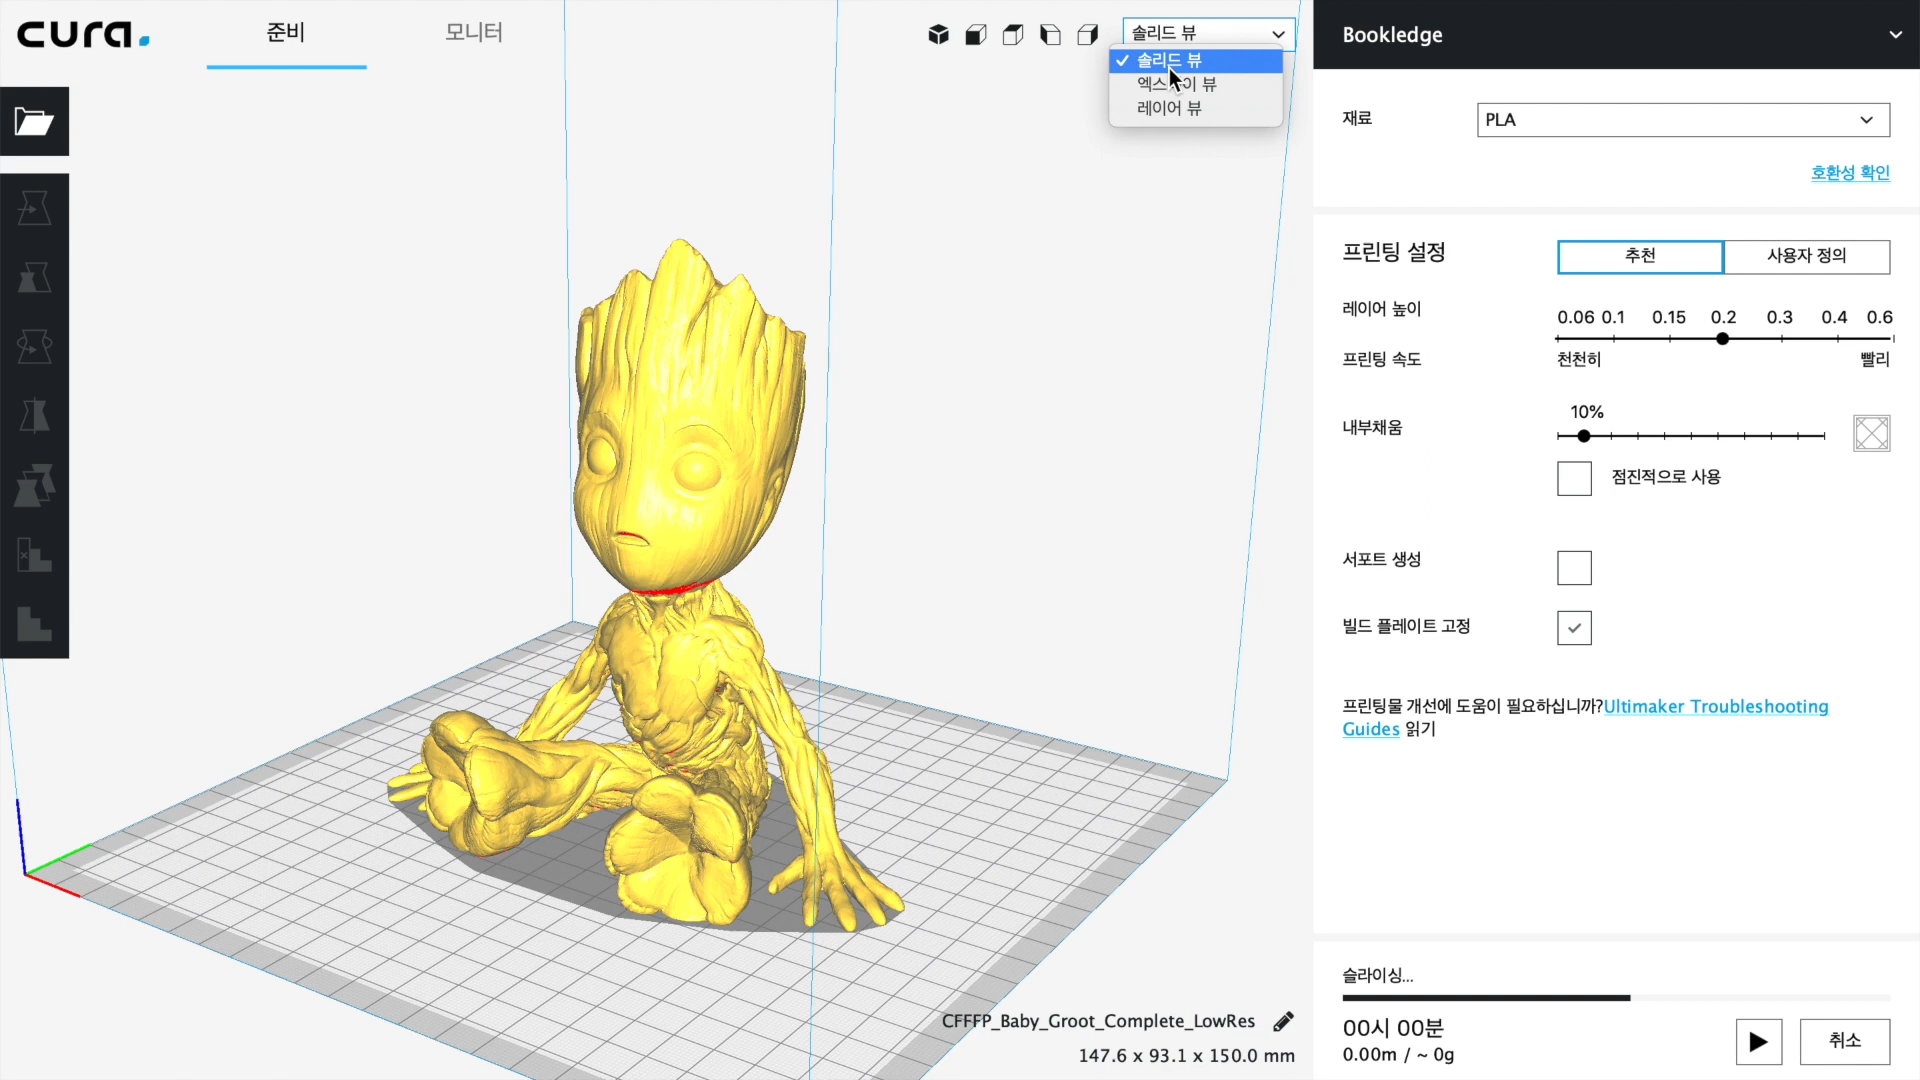 cura.
준비
모니터
솔리드 뷰
솔리드 뷰
뷰
레이어 뷰
Bookledge
재료
PLA
호환성 확인
프린팅 설정
추천
사용자 정의
레이어 높이
0.06 0.1 0.15 0.2 0.3 0.4 0.6
프린팅 속도
천천히
빨리
10%
내부채움
점진적으로 사용
서포트 생성
빌드 플레이트 고정
프린팅물 개선에 도움이 필요하십니까?Ultimaker Troubleshooting
Guides 읽기
CFFFP_Baby_Groot_Complete_LowRes
147.6 x 93.1 x 150.0 mm
슬라이싱...
00시 00분
0.00m / ~ 0g
취소